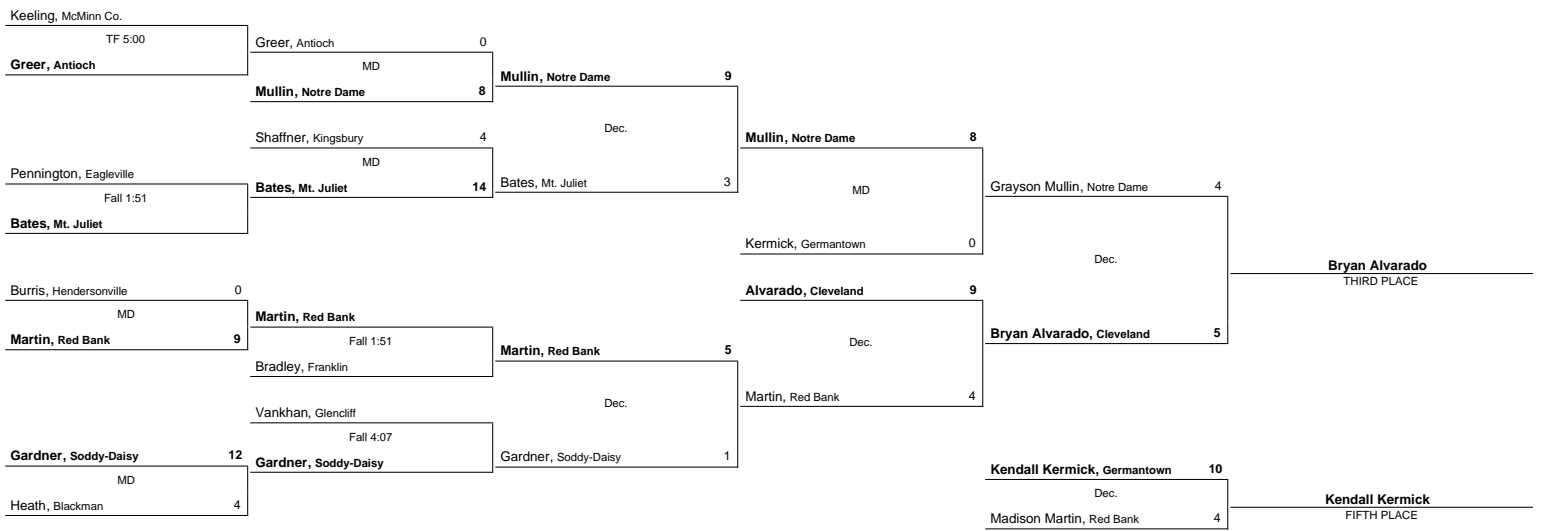 Keeling, McMinn Co.
TF 5:00
Greer, Antioch
Pennington, Eagleville
Fall 1:51
Bates, Mt. Juliet
Burris, Hendersonville 0
MD
Martin, Red Bank 9
Gardner, Soddy-Daisy 12
MD
Heath, Blackman 4
Greer, Antioch 0
MD
Mullin, Notre Dame 8
Shaffner, Kingsbury 4
MD
Bates, Mt. Juliet 14
Martin, Red Bank
Fall 1:51
Bradley, Franklin
Vankhan, Glencliff
Fall 4:07
Gardner, Soddy-Daisy
Mullin, Notre Dame 9
Dec.
Bates, Mt. Juliet 3
Martin, Red Bank 5
Dec.
Gardner, Soddy-Daisy 1
Mullin, Notre Dame 8
MD
Kermick, Germantown 0
Alvarado, Cleveland 9
Dec.
Martin, Red Bank 4
Grayson Mullin, Notre Dame 4
Dec.
Bryan Alvarado, Cleveland 5
Bryan Alvarado
THIRD PLACE
Kendall Kermick, Germantown 10
Dec.
Madison Martin, Red Bank 4
Kendall Kermick
FIFTH PLACE